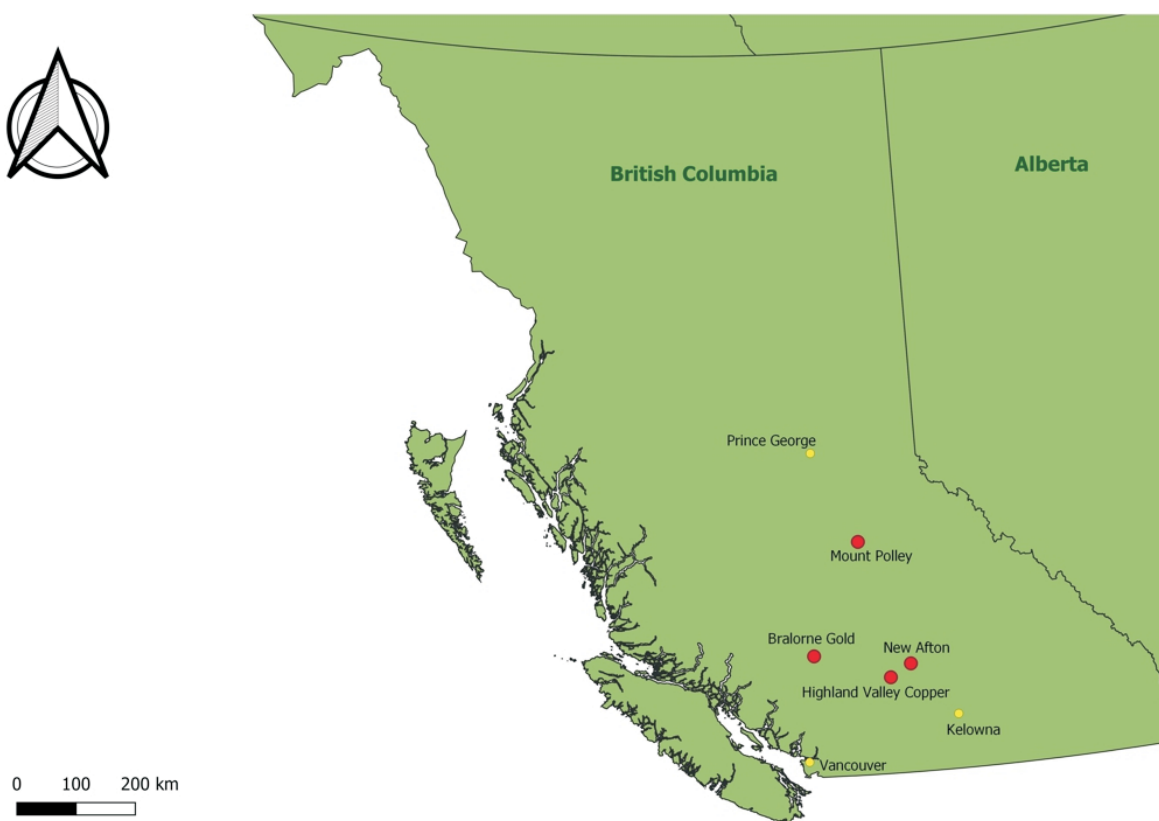 British Columbia
Alberta
Prince George
Mount Polley
Bralorne Gold
New Afton
Highland Valley Copper
Kelowna
Vancouver
0 100 200 km